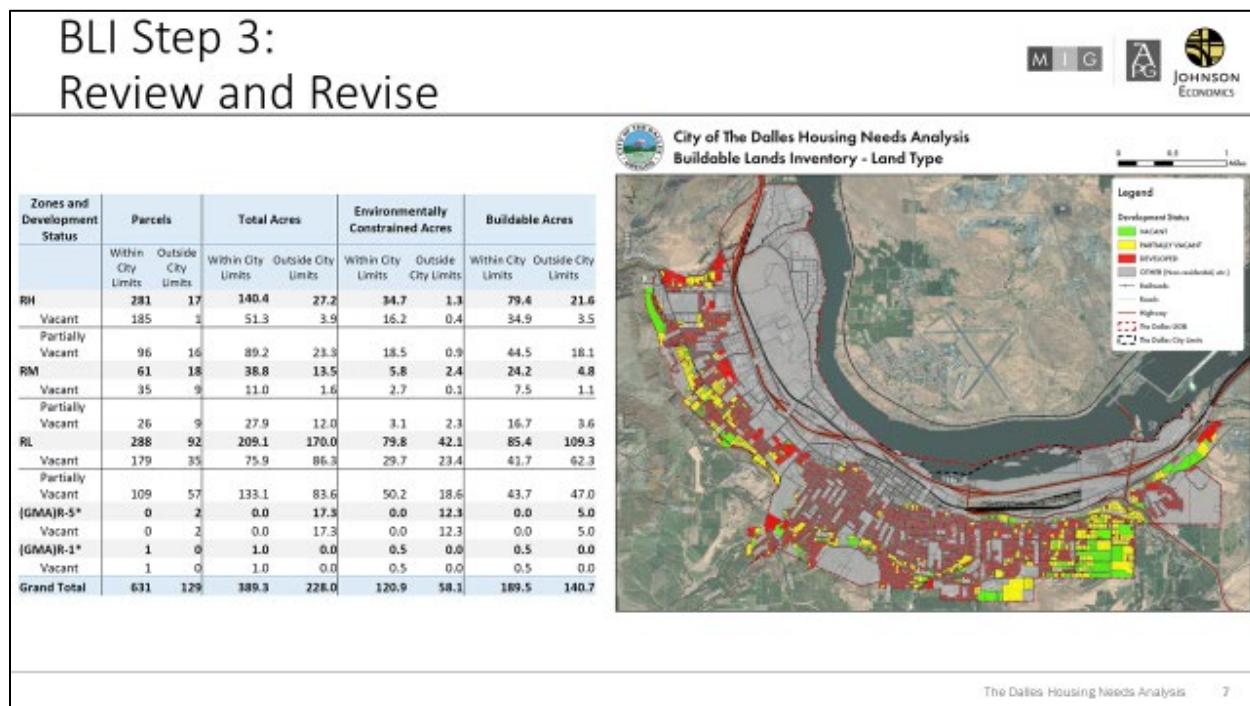 BLI Step 3:
Review and Revise
M I G
APG
JOHNSON
ECONOMICS
Zones and Development Status Parcels Total Acres Environmentally Constrained Acres Buildable Acres
Within City Limits Outside City Limits Within City Limits Outside City Limits Within City Limits Outside City Limits Within City Limits Outside City Limits
RH 281 17 140.4 27.2 34.7 1.3 79.4 21.6
Vacant 185 1 51.3 3.9 16.2 0.4 34.9 3.5
Partially
Vacant 96 16 89.2 23.3 18.5 0.9 44.5 18.1
RM 61 18 38.8 13.5 5.8 2.4 24.2 4.8
Vacant 35 9 11.0 1.6 2.7 0.1 7.5 1.1
Partially
Vacant 26 9 27.9 12.0 3.1 2.3 16.7 3.6
RL 288 92 209.1 170.0 79.8 42.1 85.4 109.3
Vacant 179 35 75.9 86.3 29.7 23.4 41.7 62.3
Partially
Vacant 109 57 133.1 83.6 50.2 18.6 43.7 47.0
(GMA)R-5* 0 2 0.0 17.3 0.0 12.3 0.0 5.0
Vacant 0 2 0.0 17.3 0.0 12.3 0.0 5.0
(GMA)R-1* 1 0 1.0 0.0 0.5 0.0 0.5 0.0
Vacant 1 0 1.0 0.0 0.5 0.0 0.5 0.0
Grand Total 631 129 389.3 228.0 120.9 58.1 189.5 140.7
City of The Dalles Housing Needs Analysis
Buildable Lands Inventory - Land Type
0 0.5 1
Miles
Legend
Development Status
VACANT
PARTIALLY VACANT
DEVELOPED
OTHER (Non-residential, etc.)
Railroads
Roads
Highway
The Dalles UGB
The Dalles City Limits
The Dalles Housing Needs Analysis 7